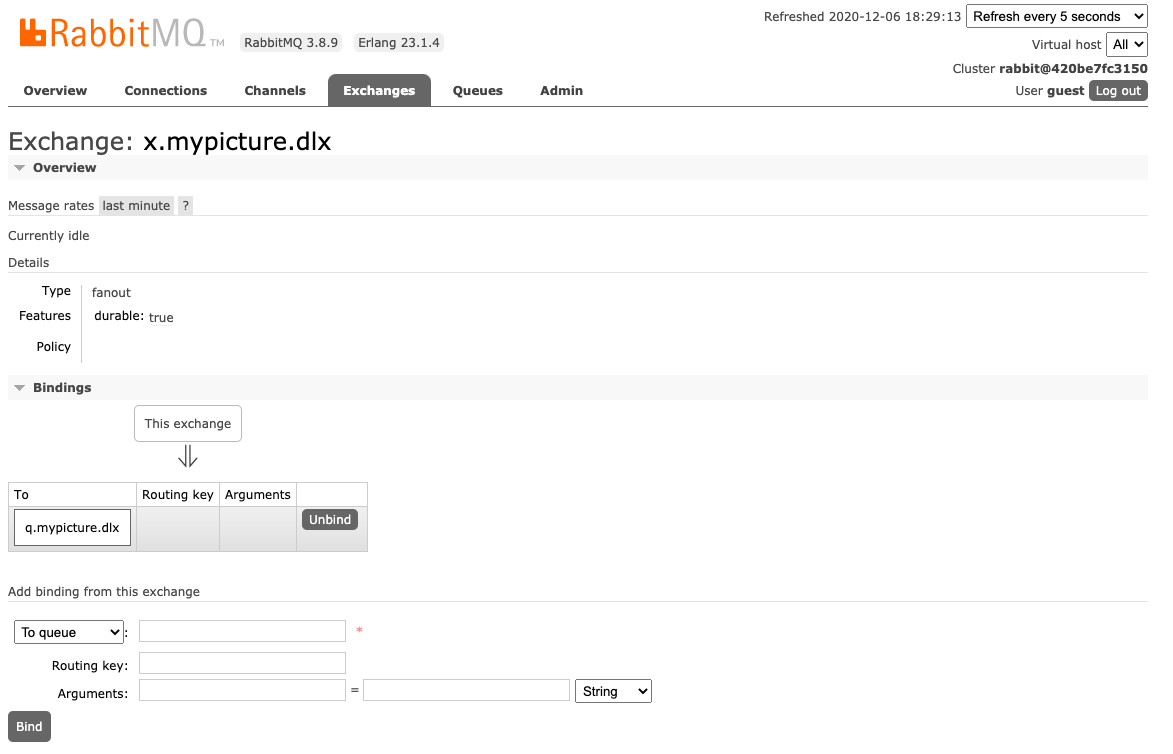 Refreshed 2020-12-06 18:29:13 Refresh every 5 seconds
RabbitMQ TM RabbitMQ 3.8.9 Erlang 23.1.4
Virtual host All
Cluster rabbit@420be7fc3150
Overview Connections Channels Exchanges Queues Admin
User guest Log out
Exchange: x.mypicture.dlx
Overview
Message rates last minute ?
Currently idle
Details
Type fanout
Features durable: true
Policy
Bindings
This exchange
⇓
To Routing key Arguments
q.mypicture.dlx Unbind
Add binding from this exchange
To queue : *
Routing key:
Arguments: = String
Bind